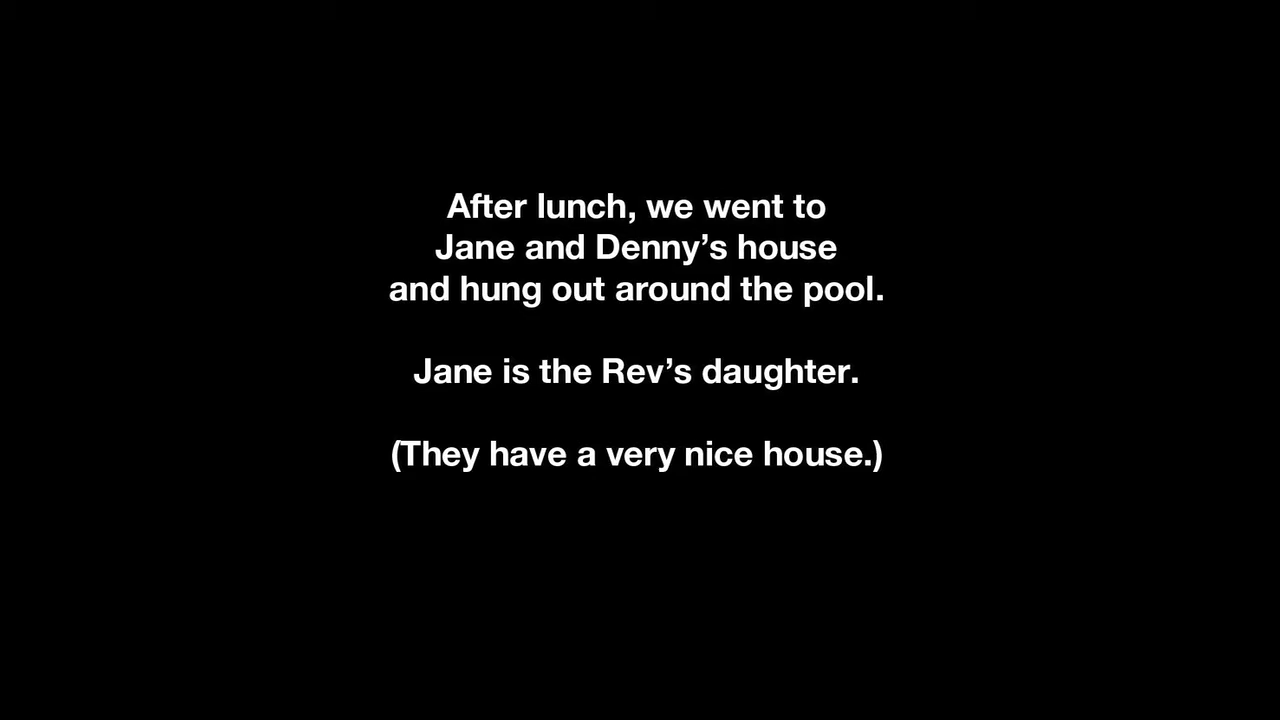 After lunch, we went to
Jane and Denny’s house
and hung out around the pool.
Jane is the Rev’s daughter.
(They have a very nice house.)